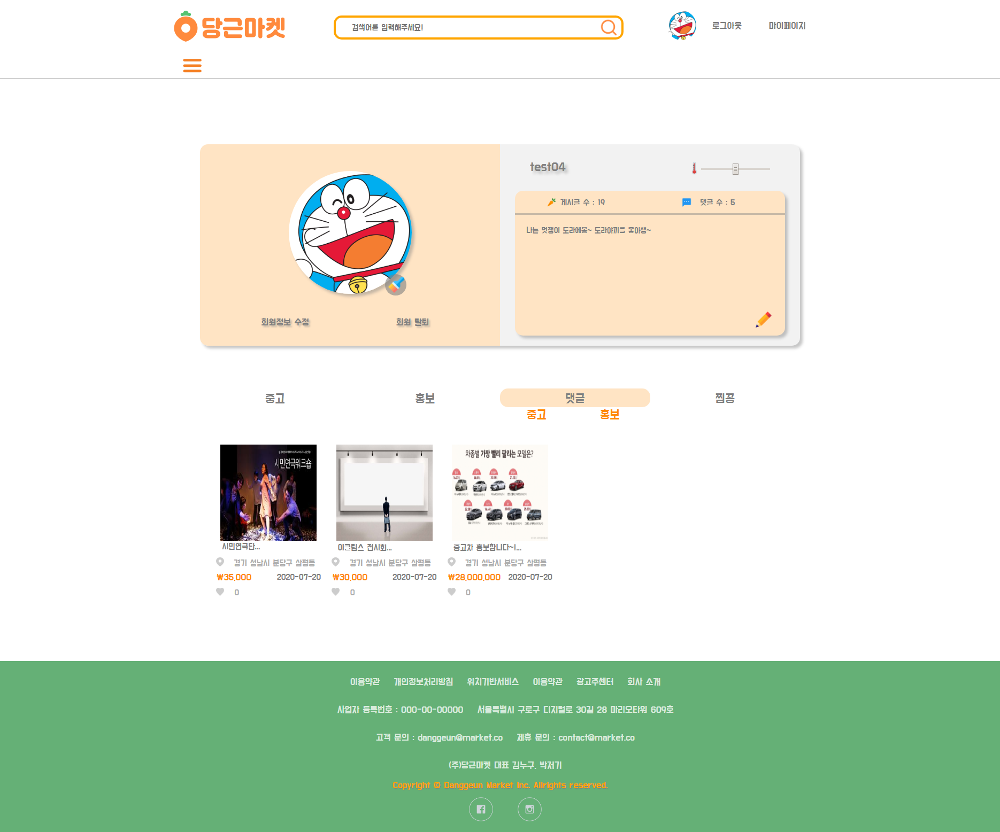 당근마켓
검색어를 입력해주세요!
로그아웃
마이페이지
test04
게시글 수 : 19
댓글 수 : 5
나는 멋쟁이 도라에몽~ 도라야끼를 좋아행~
회원정보 수정
회원 탈퇴
중고
홍보
댓글
찜꽁
중고
홍보
시민연극워크숍
차종별 가장 빨리 팔리는 모델은?
시민연극단...
이클립스 전시회...
중고차 홍보합니다~!...
경기 성남시 분당구 삼평동
경기 성남시 분당구 삼평동
경기 성남시 분당구 삼평동
₩35,000
2020-07-20
₩30,000
2020-07-20
₩28,000,000
2020-07-20
0
0
0
이용약관 개인정보처리방침 위치기반서비스 이용약관 광고주센터 회사 소개
사업자 등록번호 : 000-00-00000 서울특별시 구로구 디지털로 30길 28 마리오타워 609호
고객 문의 : danggeun@market.co 제휴 문의 : contact@market.co
(주)당근마켓 대표 김누구, 박저기
Copyright © Danggeun Market Inc. Allrights reserved.